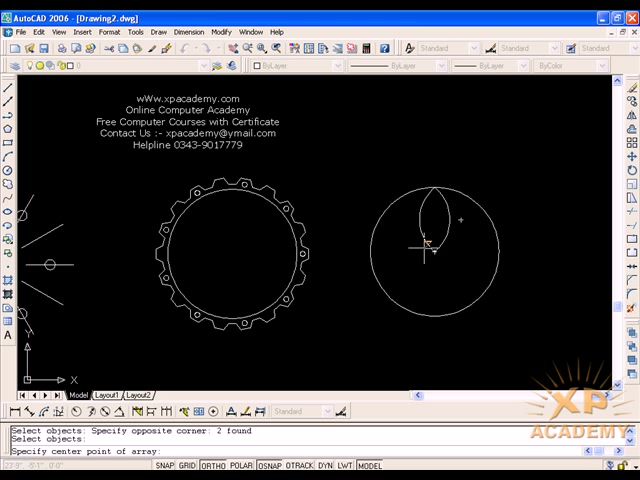 AutoCAD 2006 - [Drawing2.dwg]
File Edit View Insert Format Tools Draw Dimension Modify Window Help
Standard Standard Standard
0 ByLayer ByLayer ByLayer ByColor
wWw.xpacademy.com
Online Computer Academy
Free Computer Courses with Certificate
Contact Us :- xpacademy@ymail.com
Helpline 0343-9017779
Y
X
Model Layout1 Layout2
Standard
XP
ACADEMY
Select objects: Specify opposite corner: 2 found
Select objects:
Specify center point of array:
SNAP GRID ORTHO POLAR OSNAP OTRACK DYN LWT MODEL